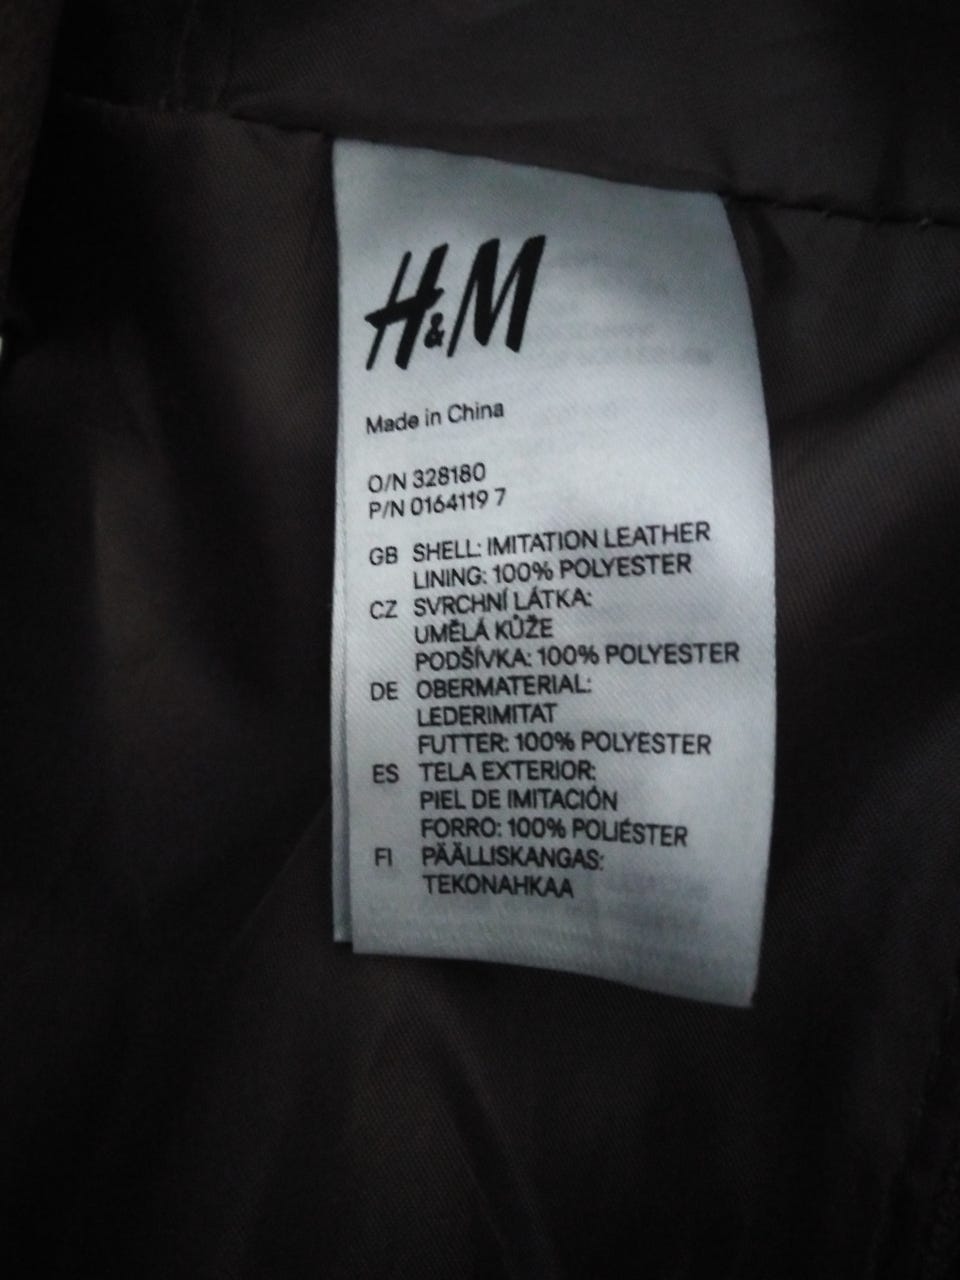 H&M
Made in China
O/N 328180
P/N 0164119 7
GB SHELL: IMITATION LEATHER
LINING: 100% POLYESTER
CZ SVRCHNÍ LÁTKA:
UMĚLÁ KŮŽE
PODŠÍVKA: 100% POLYESTER
DE OBERMATERIAL:
LEDERIMITAT
FUTTER: 100% POLYESTER
ES TELA EXTERIOR:
PIEL DE IMITACIÓN
FORRO: 100% POLIÉSTER
FI PÄÄLLISKANGAS:
TEKONAHKAA